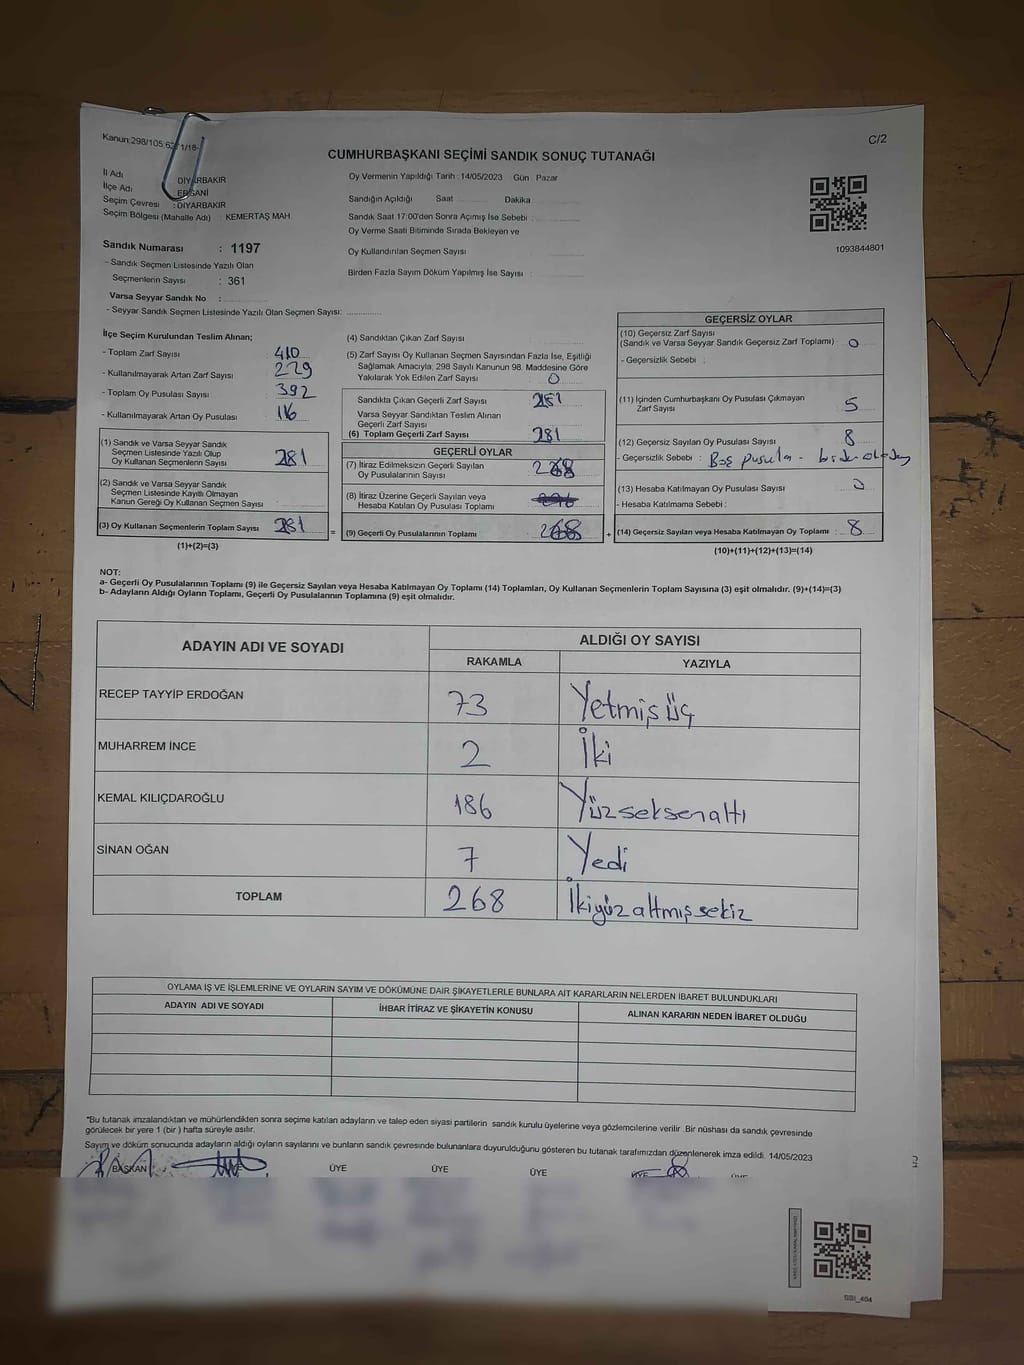 Kanun:298/105,62/1/18-
C/2
CUMHURBAŞKANI SEÇİMİ SANDIK SONUÇ TUTANAĞI
İl Adı : DİYARBAKIR
İlçe Adı : ERGANİ
Seçim Çevresi : DİYARBAKIR
Seçim Bölgesi (Mahalle Adı) : KEMERTAŞ MAH.
Sandık Numarası : 1197
- Sandık Seçmen Listesinde Yazılı Olan
Seçmenlerin Sayısı : 361
Varsa Seyyar Sandık No :
- Seyyar Sandık Seçmen Listesinde Yazılı Olan Seçmen Sayısı:
Oy Vermenin Yapıldığı Tarih : 14/05/2023 Gün Pazar
Sandığın Açıldığı Saat Dakika
Sandık Saat 17:00'den Sonra Açımış İse Sebebi :
Oy Verme Saati Bitiminde Sırada Bekleyen ve
Oy Kullandırılan Seçmen Sayısı
Birden Fazla Sayım Döküm Yapılmış İse Sayısı :
1093844801
İlçe Seçim Kurulundan Teslim Alınan;
- Toplam Zarf Sayısı : 410
- Kullanılmayarak Artan Zarf Sayısı : 229
- Toplam Oy Pusulası Sayısı : 392
- Kullanılmayarak Artan Oy Pusulası : 116
(1) Sandık ve Varsa Seyyar Sandık
Seçmen Listesinde Yazılı Olup
Oy Kullanan Seçmenlerin Sayısı 281
(2) Sandık ve Varsa Seyyar Sandık
Seçmen Listesinde Kayıtlı Olmayan
Kanun Gereği Oy Kullanan Seçmen Sayısı
(3) Oy Kullanan Seçmenlerin Toplam Sayısı 281
(1)+(2)=(3)
(4) Sandıktan Çıkan Zarf Sayısı
(5) Zarf Sayısı Oy Kullanan Seçmen Sayısından Fazla İse, Eşitliği
Sağlamak Amacıyla, 298 Sayılı Kanunun 98. Maddesine Göre
Yakılarak Yok Edilen Zarf Sayısı 0
Sandıkta Çıkan Geçerli Zarf Sayısı 281
Varsa Seyyar Sandıktan Teslim Alınan
Geçerli Zarf Sayısı
(6) Toplam Geçerli Zarf Sayısı 281
GEÇERLİ OYLAR
(7) İtiraz Edilmeksizin Geçerli Sayılan
Oy Pusulalarının Sayısı 268
(8) İtiraz Üzerine Geçerli Sayılan veya
Hesaba Katılan Oy Pusulası Toplamı
(9) Geçerli Oy Pusulalarının Toplamı 268
GEÇERSİZ OYLAR
(10) Geçersiz Zarf Sayısı
(Sandık ve Varsa Seyyar Sandık Geçersiz Zarf Toplamı) : 0
- Geçersizlik Sebebi :
(11) İçinden Cumhurbaşkanı Oy Pusulası Çıkmayan
Zarf Sayısı 5
(12) Geçersiz Sayılan Oy Pusulası Sayısı 8
- Geçersizlik Sebebi : Boş pusula -
(13) Hesaba Katılmayan Oy Pusulası Sayısı 0
- Hesaba Katılmama Sebebi :
(14) Geçersiz Sayılan veya Hesaba Katılmayan Oy Toplamı : 8
(10)+(11)+(12)+(13)=(14)
NOT:
a- Geçerli Oy Pusulalarının Toplamı (9) ile Geçersiz Sayılan veya Hesaba Katılmayan Oy Toplamı (14) Toplamları, Oy Kullanan Seçmenlerin Toplam Sayısına (3) eşit olmalıdır. (9)+(14)=(3)
b- Adayların Aldığı Oyların Toplamı, Geçerli Oy Pusulalarının Toplamına (9) eşit olmalıdır.
ADAYIN ADI VE SOYADI
ALDIĞI OY SAYISI
RAKAMLA YAZIYLA
RECEP TAYYİP ERDOĞAN 73 Yetmiş üç
MUHARREM İNCE 2 İki
KEMAL KILIÇDAROĞLU 186 Yüzseksenaltı
SİNAN OĞAN 7 Yedi
TOPLAM 268 İkiyüz altmış sekiz
OYLAMA İŞ VE İŞLEMLERİNE VE OYLARIN SAYIM VE DÖKÜMÜNE DAİR ŞİKAYETLERLE BUNLARA AİT KARARLARIN NELERDEN İBARET BULUNDUKLARI
ADAYIN ADI VE SOYADI İHBAR İTİRAZ VE ŞİKAYETİN KONUSU ALINAN KARARIN NEDEN İBARET OLDUĞU
*Bu tutanak imzalandıktan ve mühürlendikten sonra seçime katılan adayların ve talep eden siyasi partilerin sandık kurulu üyelerine veya gözlemcilerine verilir .Bir nüshası da sandık çevresinde
görülecek bir yere 1 (bir ) hafta süreyle asılır.
Sayım ve döküm sonucunda adayların aldığı oyların sayılarını ve bunların sandık çevresinde bulunanlara duyurulduğunu gösteren bu tutanak tarafımızdan düzenlenerek imza edildi. 14/05/2023
BAŞKAN ÜYE ÜYE ÜYE ÜYE ÜYE
SSI_464